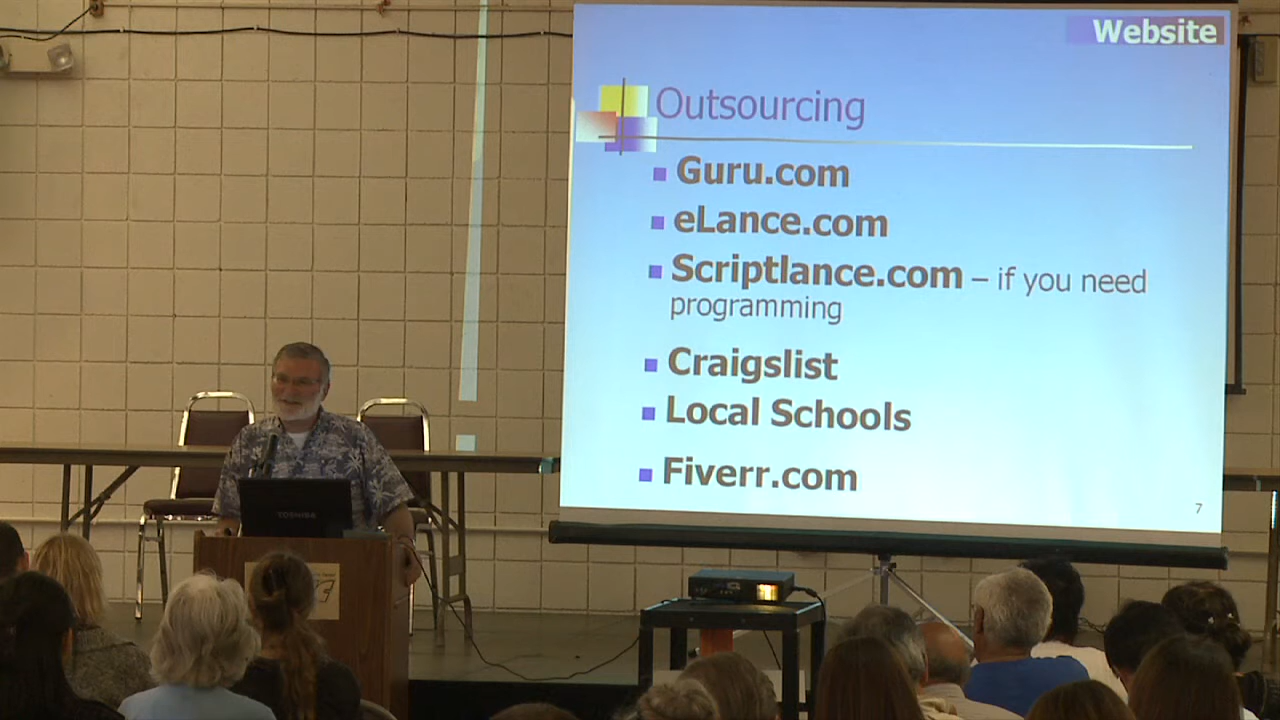 Website
Outsourcing
Guru.com
eLance.com
Scriptlance.com – if you need
programming
Craigslist
Local Schools
Fiverr.com
7
TOSHIBA